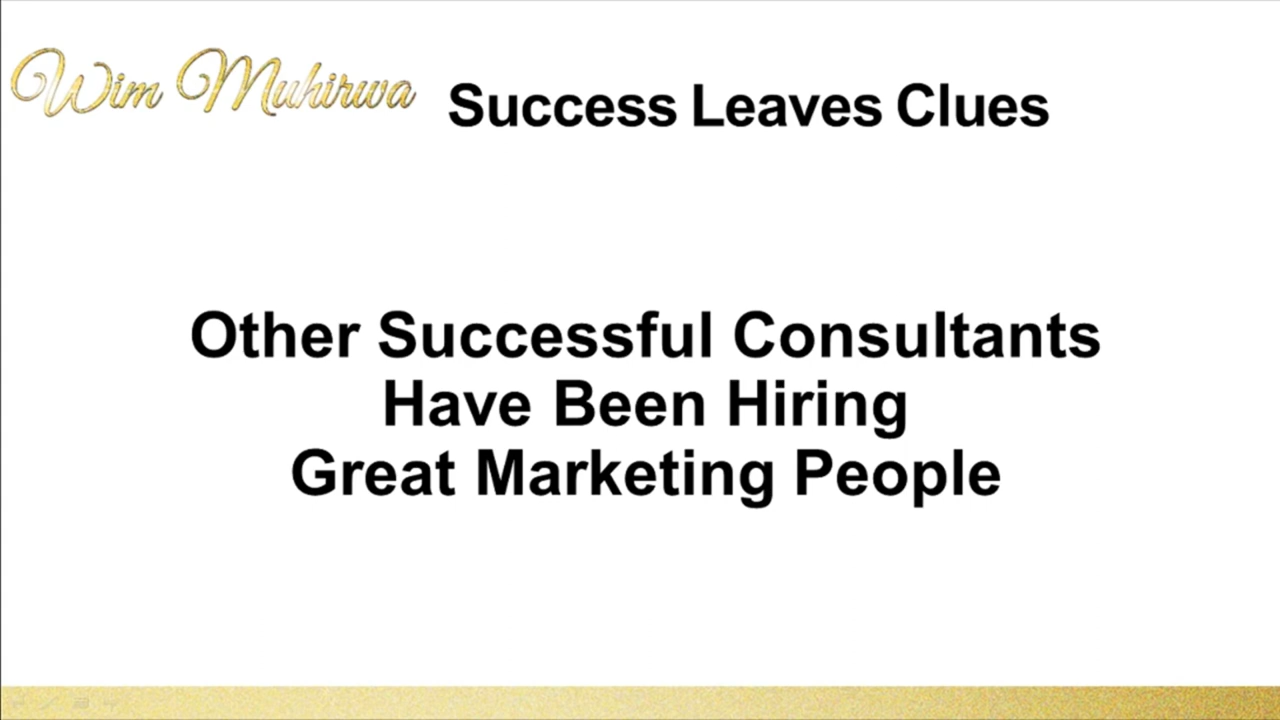 Wim Muhirwa
Success Leaves Clues
Other Successful Consultants
Have Been Hiring
Great Marketing People